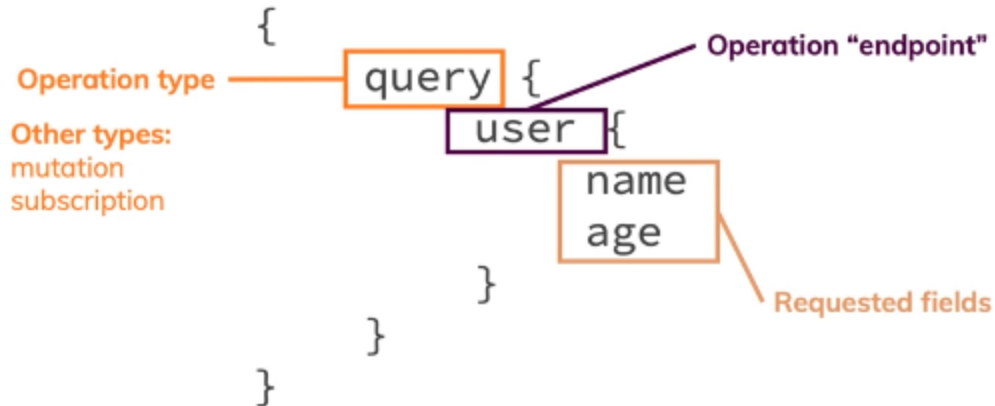 {
Operation "endpoint"
Operation type
query {
user {
Other types:
mutation
subscription
name
age
}
Requested fields
}
}